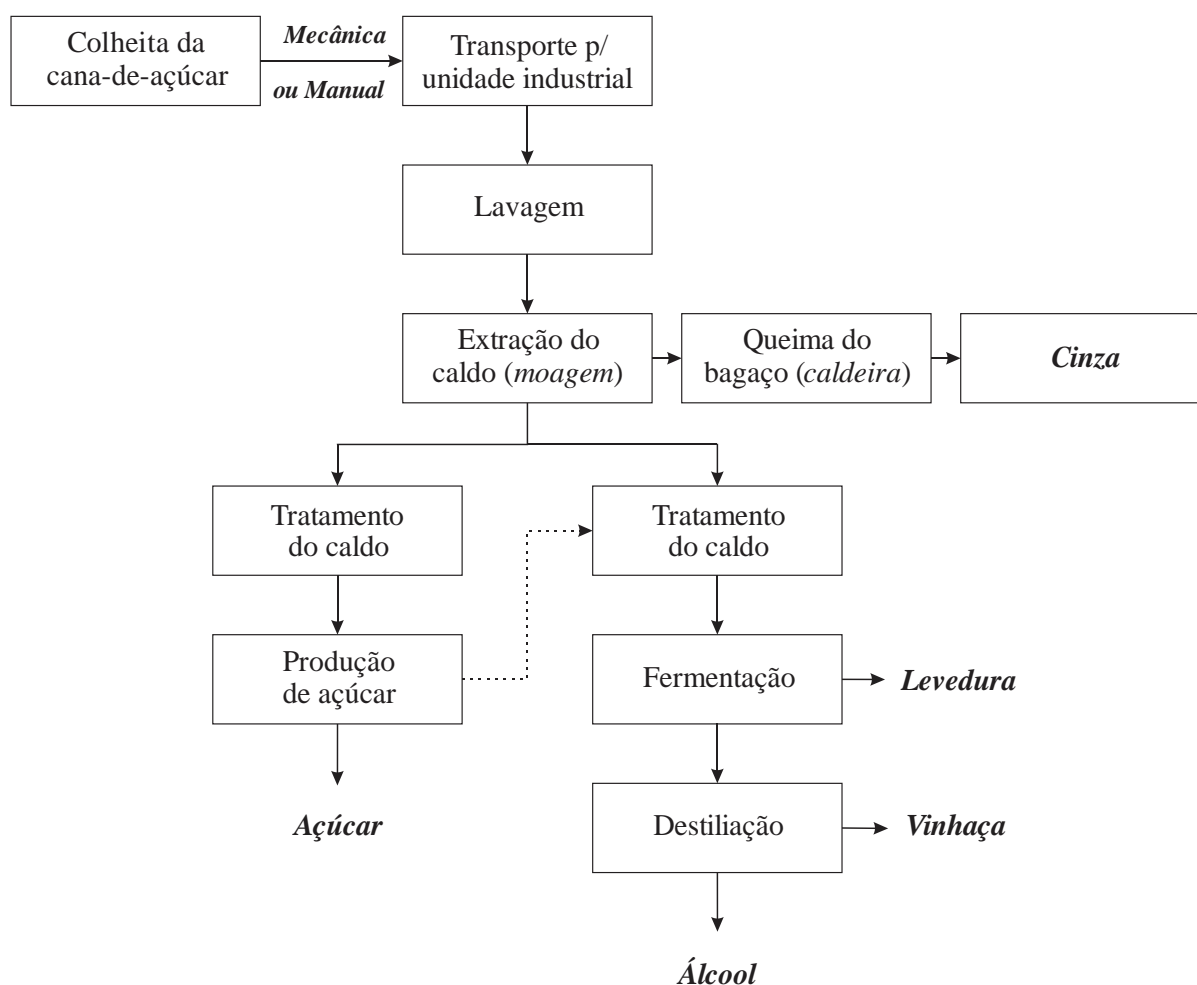 Colheita da
cana-de-açúcar
Mecânica
ou Manual
Transporte p/
unidade industrial
Lavagem
Extração do
caldo (moagem)
Queima do
bagaço (caldeira)
Cinza
Tratamento
do caldo
Tratamento
do caldo
Produção
de açúcar
Fermentação
Levedura
Açúcar
Destiliação
Vinhaça
Álcool